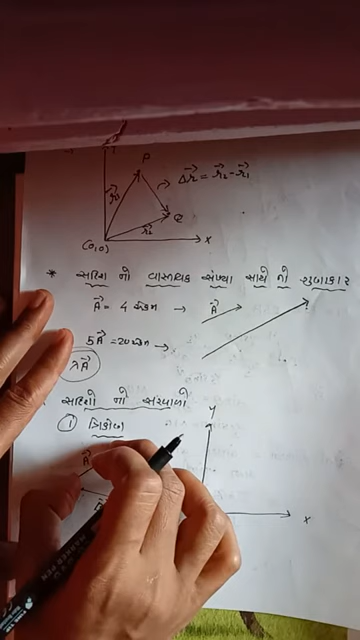 y
P
r⃗₁
Δr⃗ = r⃗₂ - r⃗₁
Q
r⃗₂
(0,0)
x
* સદિશ નો વાસ્તવિક સંખ્યા સાથે નો ગુણાકાર
A⃗ = 4 એકમ → A⃗
5A⃗ = 20 એકમ →
λA⃗
સદિશો નો સરવાળો
① ત્રિકોણ
y
A⃗
x